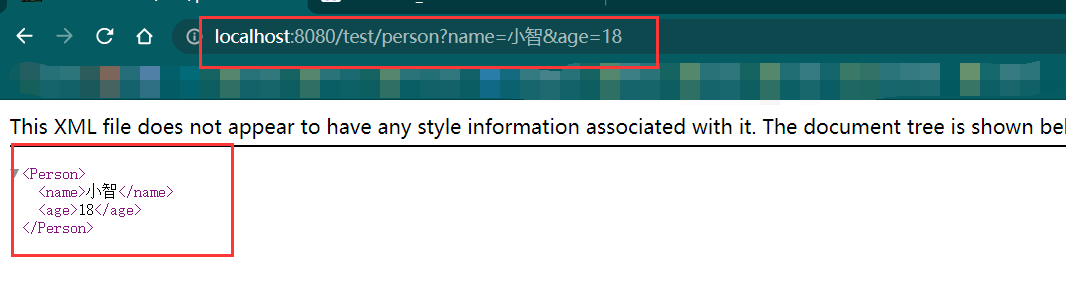 localhost:8080/test/person?name=小智&age=18
This XML file does not appear to have any style information associated with it. The document tree is shown
<Person>
<name>小智</name>
<age>18</age>
</Person>